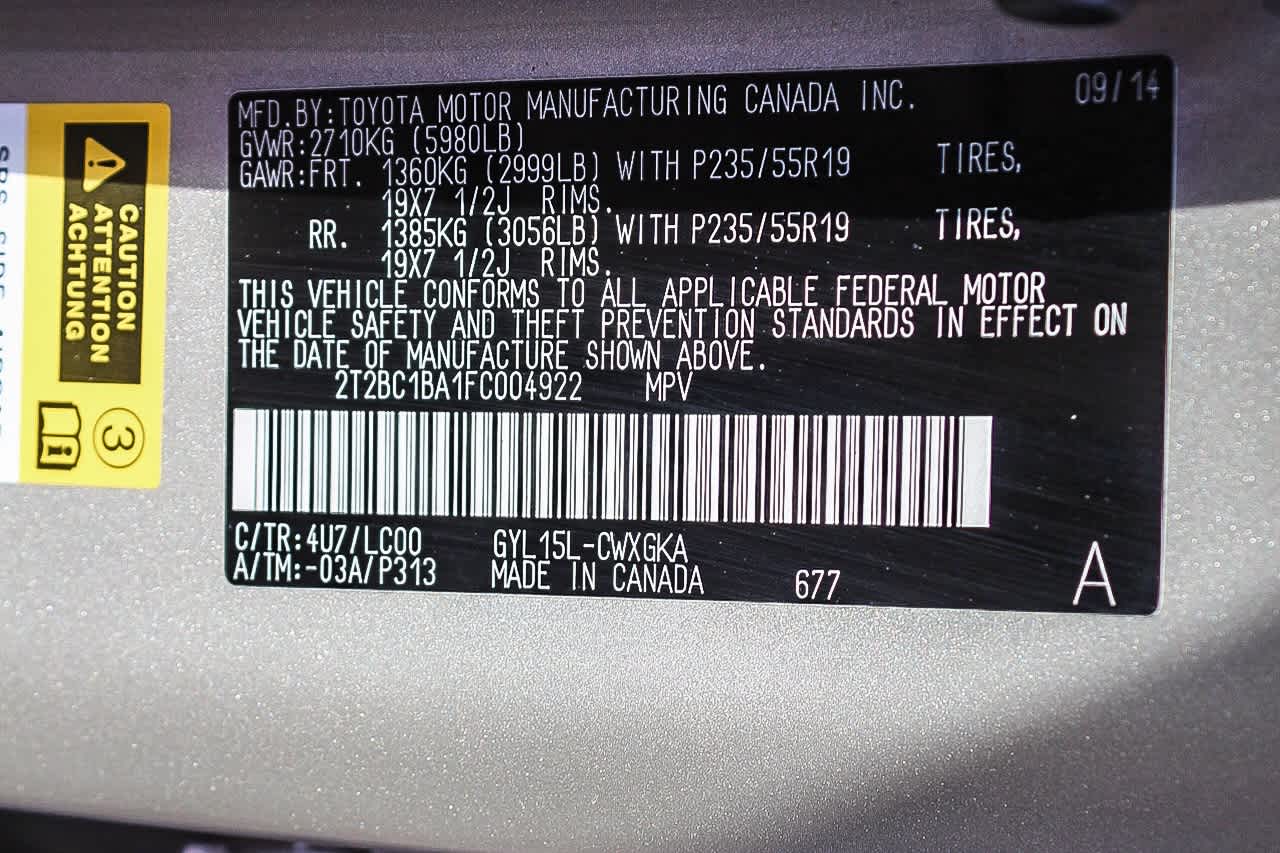 MFD.BY:TOYOTA MOTOR MANUFACTURING CANADA INC. 09/14
GVWR:2710KG (5980LB)
GAWR:FRT. 1360KG (2999LB) WITH P235/55R19 TIRES,
19X7 1/2J RIMS.
RR. 1385KG (3056LB) WITH P235/55R19 TIRES,
19X7 1/2J RIMS.
THIS VEHICLE CONFORMS TO ALL APPLICABLE FEDERAL MOTOR
VEHICLE SAFETY AND THEFT PREVENTION STANDARDS IN EFFECT ON
THE DATE OF MANUFACTURE SHOWN ABOVE.
2T2BC1BA1FC004922 MPV
C/TR:4U7/LC00 GYL15L-CWXGKA
A/TM:-03A/P313 MADE IN CANADA 677 A
CAUTION
ATTENTION
ACHTUNG
3